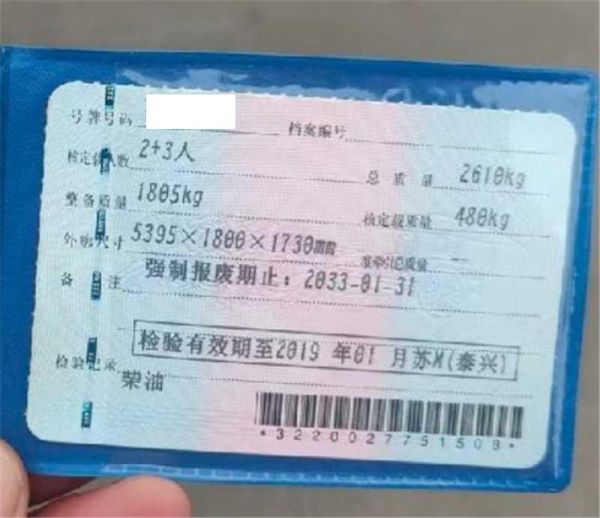 号牌号码 档案编号
核定载人数 2+3人 总质量 2610kg
整备质量 1805kg 核定载质量 480kg
外廓尺寸 5395×1800×1730mm 准牵引总质量 --
备注 强制报废期止：2033-01-31
检验有效期至2019年01月苏M(泰兴)
检验记录
柴油
*3220027751509*